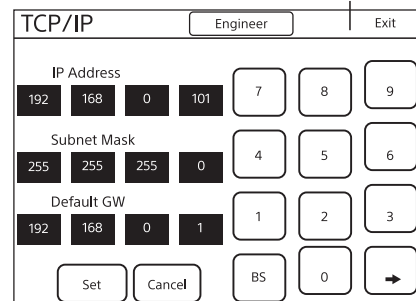 TCP/IP Engineer Exit
IP Address
192 168 0 101
Subnet Mask
255 255 255 0
Default GW
192 168 0 1
Set Cancel
7 8 9
4 5 6
1 2 3
BS 0